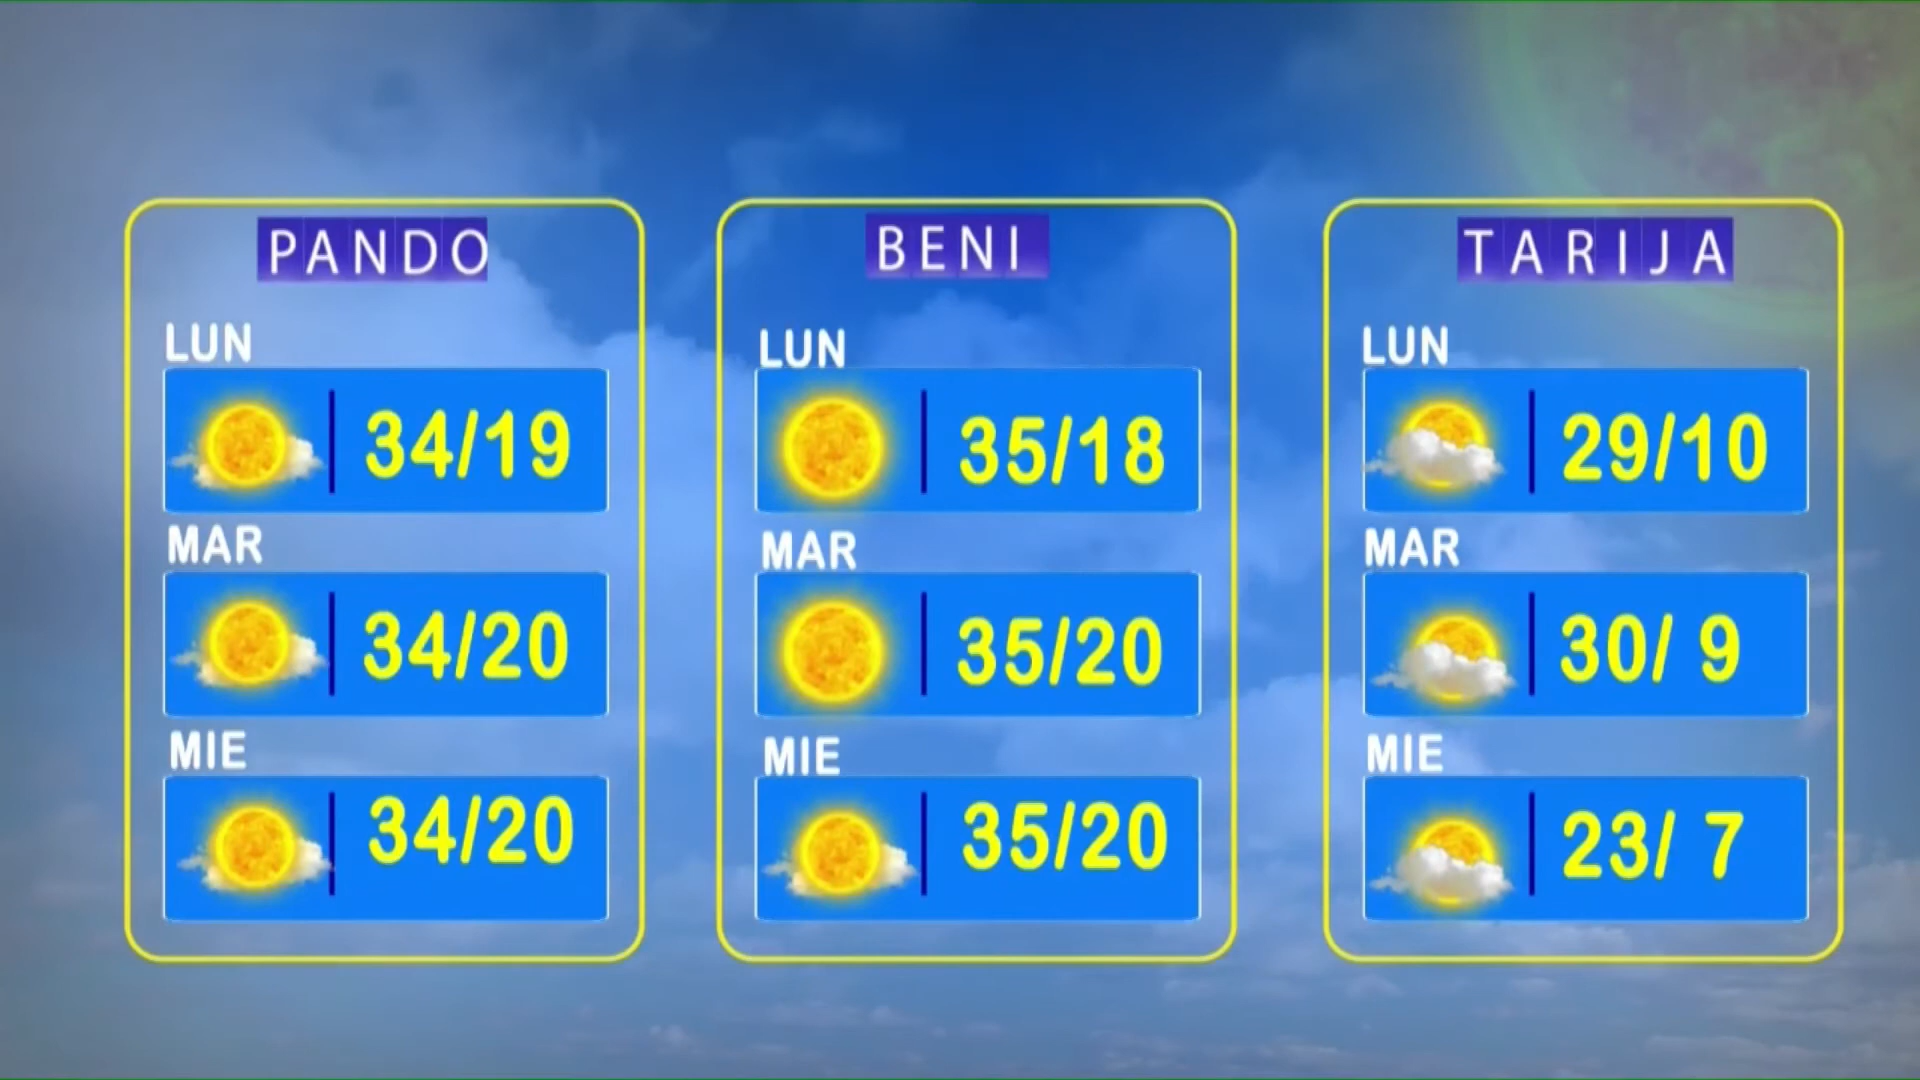 PANDO
LUN
34/19
MAR
34/20
MIE
34/20
BENI
LUN
35/18
MAR
35/20
MIE
35/20
TARIJA
LUN
29/10
MAR
30/ 9
MIE
23/ 7